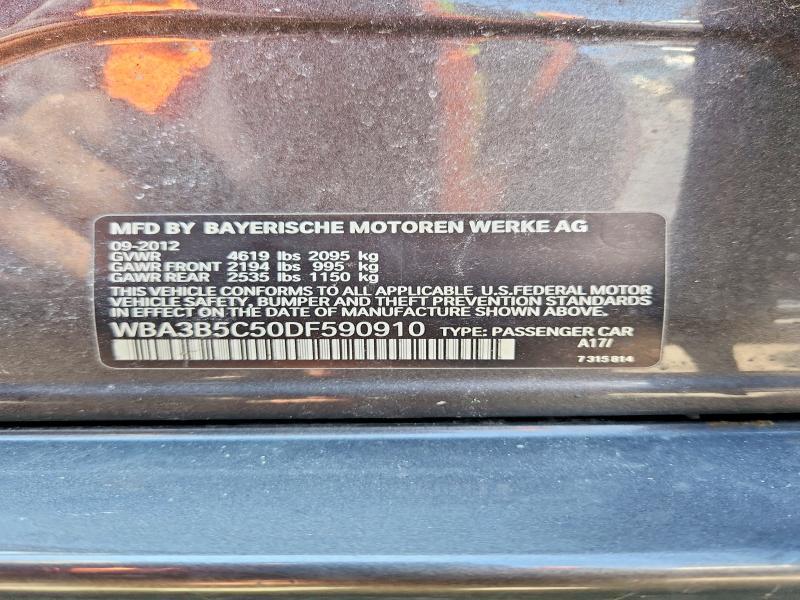 MFD BY BAYERISCHE MOTOREN WERKE AG
09-2012
GVWR 4619 lbs 2095 kg
GAWR FRONT 2194 lbs 995 kg
GAWR REAR 2535 lbs 1150 kg
THIS VEHICLE CONFORMS TO ALL APPLICABLE U.S.FEDERAL MOTOR
VEHICLE SAFETY, BUMPER AND THEFT PREVENTION STANDARDS
IN EFFECT ON THE DATE OF MANUFACTURE SHOWN ABOVE.
WBA3B5C50DF590910 TYPE: PASSENGER CAR
A17/
7 315 814